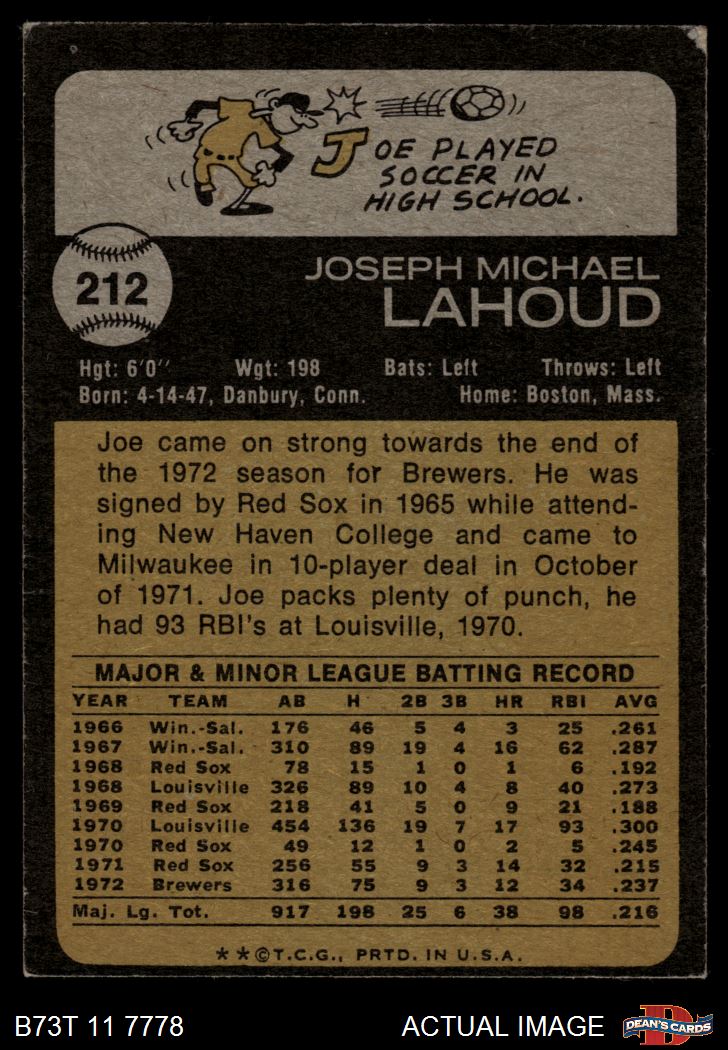 JOE PLAYED
SOCCER IN
HIGH SCHOOL.
212
JOSEPH MICHAEL
LAHOUD
Hgt: 6'0'' Wgt: 198 Bats: Left Throws: Left
Born: 4-14-47, Danbury, Conn. Home: Boston, Mass.
Joe came on strong towards the end of
the 1972 season for Brewers. He was
signed by Red Sox in 1965 while attend-
ing New Haven College and came to
Milwaukee in 10-player deal in October
of 1971. Joe packs plenty of punch, he
had 93 RBI's at Louisville, 1970.
MAJOR & MINOR LEAGUE BATTING RECORD
YEAR TEAM AB H 2B 3B HR RBI AVG
1966 Win.-Sal. 176 46 5 4 3 25 .261
1967 Win.-Sal. 310 89 19 4 16 62 .287
1968 Red Sox 78 15 1 0 1 6 .192
1968 Louisville 326 89 10 4 8 40 .273
1969 Red Sox 218 41 5 0 9 21 .188
1970 Louisville 454 136 19 7 17 93 .300
1970 Red Sox 49 12 1 0 2 5 .245
1971 Red Sox 256 55 9 3 14 32 .215
1972 Brewers 316 75 9 3 12 34 .237
Maj. Lg. Tot. 917 198 25 6 38 98 .216
**©T.C.G., PRTD. IN U.S.A.
B73T 11 7778 ACTUAL IMAGE DEAN'S CARDS